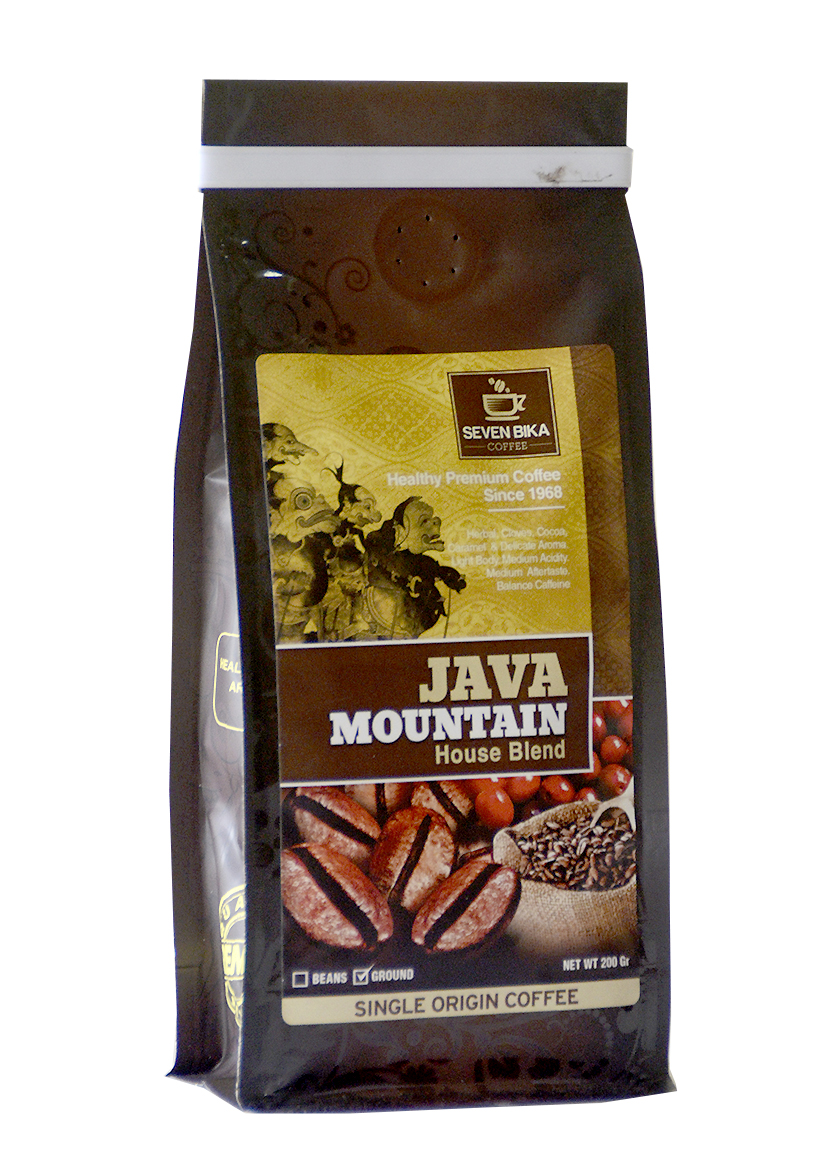 SEVEN BIKA
COFFEE
Healthy Premium Coffee
Since 1968
Herbal, Cloves, Cocoa,
Caramel & Delicate Aroma.
Light Body, Medium Acidity.
Medium Aftertaste.
Balance Caffeine
JAVA
MOUNTAIN
House Blend
BEANS GROUND
NET WT 200 Gr
SINGLE ORIGIN COFFEE